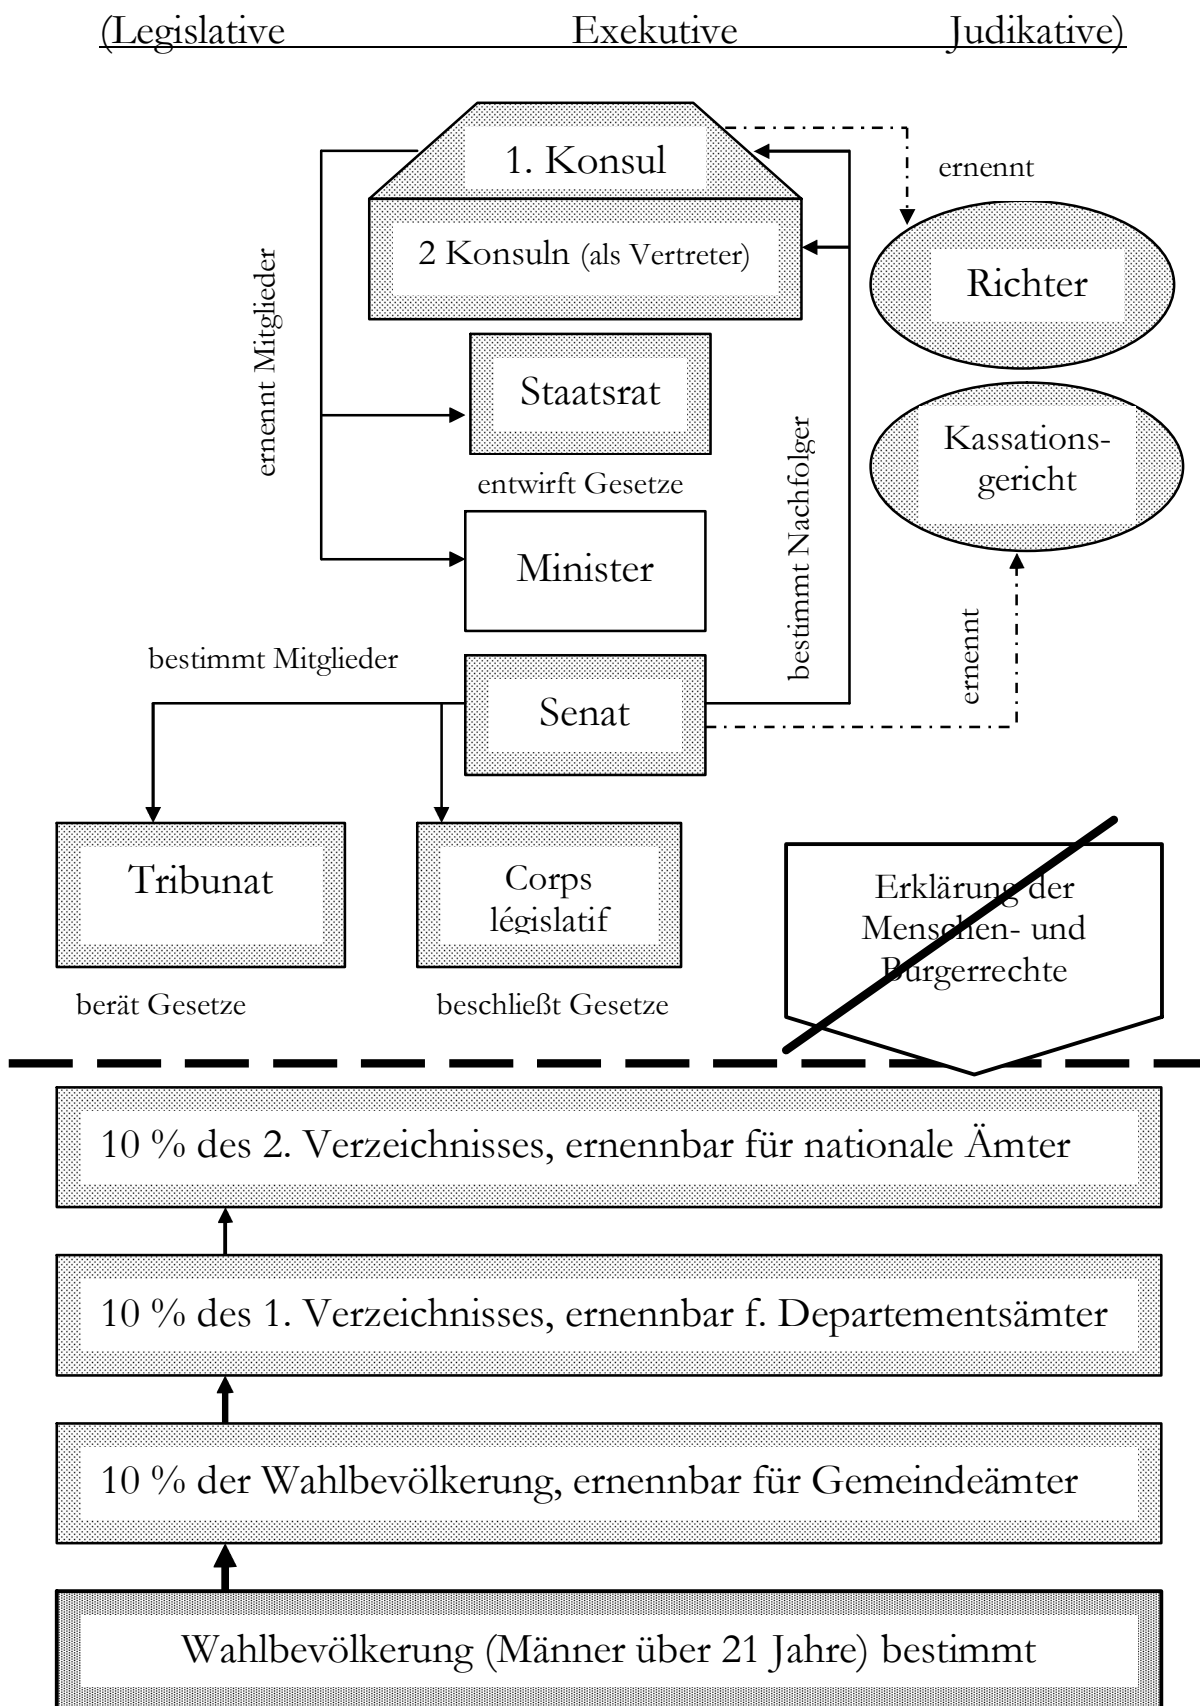 (Legislative Exekutive Judikative)
1. Konsul
ernennt
2 Konsuln (als Vertreter)
Richter
ernennt Mitglieder
Staatsrat
entwirft Gesetze
Kassations-
gericht
bestimmt Nachfolger
Minister
ernennt
bestimmt Mitglieder
Senat
Tribunat
berät Gesetze
Corps
législatif
beschließt Gesetze
Erklärung der
Menschen- und
Bürgerrechte
10 % des 2. Verzeichnisses, ernennbar für nationale Ämter
10 % des 1. Verzeichnisses, ernennbar f. Departementsämter
10 % der Wahlbevölkerung, ernennbar für Gemeindeämter
Wahlbevölkerung (Männer über 21 Jahre) bestimmt